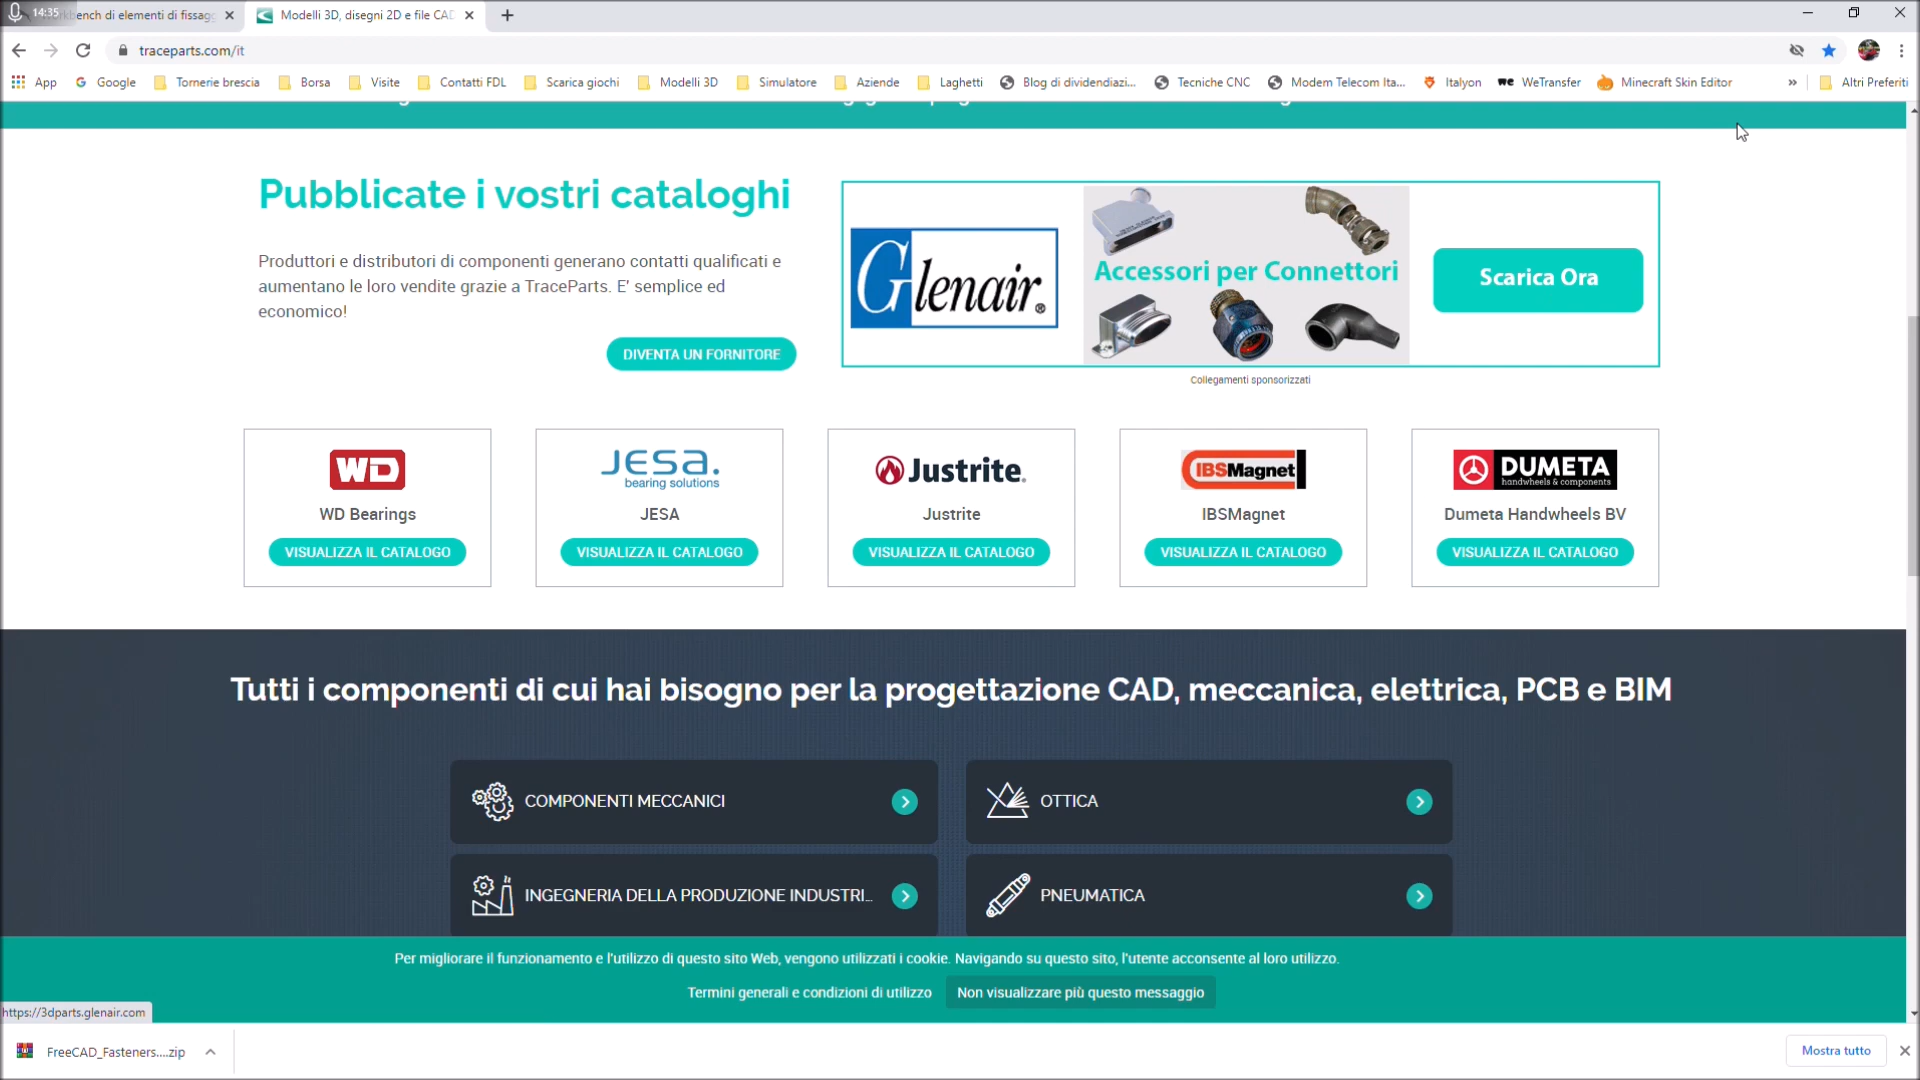 14:35
kbench di elementi di fissagg
Modelli 3D, disegni 2D e file CAD
traceparts.com/it
App
Google
Tornerie brescia
Borsa
Visite
Contatti FDL
Scarica giochi
Modelli 3D
Simulatore
Aziende
Laghetti
Blog di dividendiazi...
Tecniche CNC
Modem Telecom Ita...
Italyon
we WeTransfer
Minecraft Skin Editor
»
Altri Preferiti
Pubblicate i vostri cataloghi
Produttori e distributori di componenti generano contatti qualificati e
aumentano le loro vendite grazie a TraceParts. E' semplice ed
economico!
DIVENTA UN FORNITORE
Glenair®
Accessori per Connettori
Scarica Ora
Collegamenti sponsorizzati
WD
WD Bearings
VISUALIZZA IL CATALOGO
JESA.
bearing solutions
JESA
VISUALIZZA IL CATALOGO
Justrite®
Justrite
VISUALIZZA IL CATALOGO
IBSMagnet
IBSMagnet
VISUALIZZA IL CATALOGO
DUMETA
handwheels & components
Dumeta Handwheels BV
VISUALIZZA IL CATALOGO
Tutti i componenti di cui hai bisogno per la progettazione CAD, meccanica, elettrica, PCB e BIM
COMPONENTI MECCANICI
OTTICA
INGEGNERIA DELLA PRODUZIONE INDUSTRI...
PNEUMATICA
Per migliorare il funzionamento e l'utilizzo di questo sito Web, vengono utilizzati i cookie. Navigando su questo sito, l'utente acconsente al loro utilizzo.
Termini generali e condizioni di utilizzo
Non visualizzare più questo messaggio
https://3dparts.glenair.com
FreeCAD_Fasteners....zip
Mostra tutto